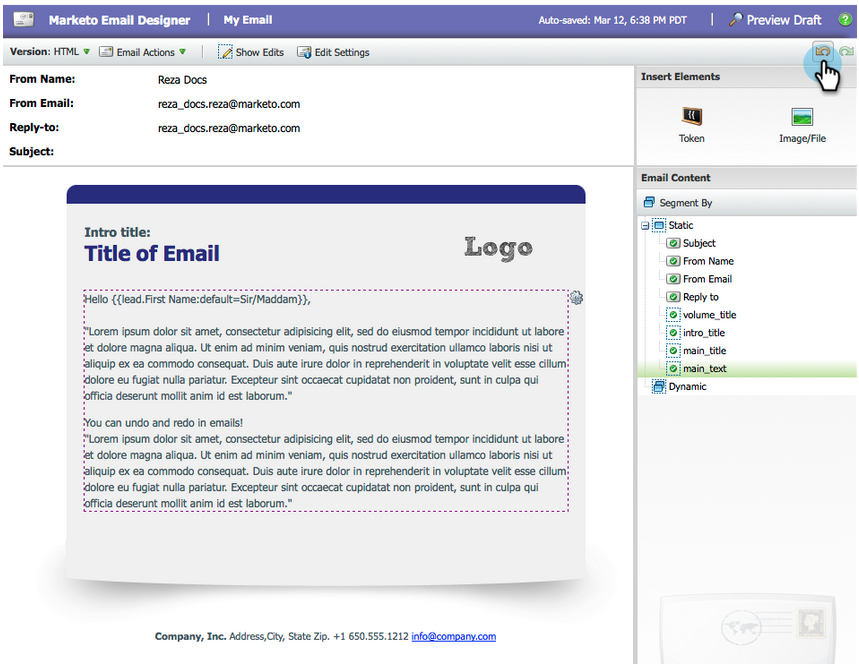 Marketo Email Designer | My Email Auto-saved: Mar 12, 6:38 PM PDT | Preview Draft ?
Version: HTML Email Actions Show Edits Edit Settings
From Name: Reza Docs
From Email: reza_docs.reza@marketo.com
Reply-to: reza_docs.reza@marketo.com
Subject:
Intro title:
Title of Email
Logo
Hello {{lead.First Name:default=Sir/Maddam}},
"Lorem ipsum dolor sit amet, consectetur adipisicing elit, sed do eiusmod tempor incididunt ut labore
et dolore magna aliqua. Ut enim ad minim veniam, quis nostrud exercitation ullamco laboris nisi ut
aliquip ex ea commodo consequat. Duis aute irure dolor in reprehenderit in voluptate velit esse cillum
dolore eu fugiat nulla pariatur. Excepteur sint occaecat cupidatat non proident, sunt in culpa qui
officia deserunt mollit anim id est laborum."
You can undo and redo in emails!
"Lorem ipsum dolor sit amet, consectetur adipisicing elit, sed do eiusmod tempor incididunt ut labore
et dolore magna aliqua. Ut enim ad minim veniam, quis nostrud exercitation ullamco laboris nisi ut
aliquip ex ea commodo consequat. Duis aute irure dolor in reprehenderit in voluptate velit esse cillum
dolore eu fugiat nulla pariatur. Excepteur sint occaecat cupidatat non proident, sunt in culpa qui
officia deserunt mollit anim id est laborum."
Company, Inc. Address,City, State Zip. +1 650.555.1212 info@company.com
Insert Elements
Token Image/File
Email Content
Segment By
Static
Subject
From Name
From Email
Reply to
volume_title
intro_title
main_title
main_text
Dynamic